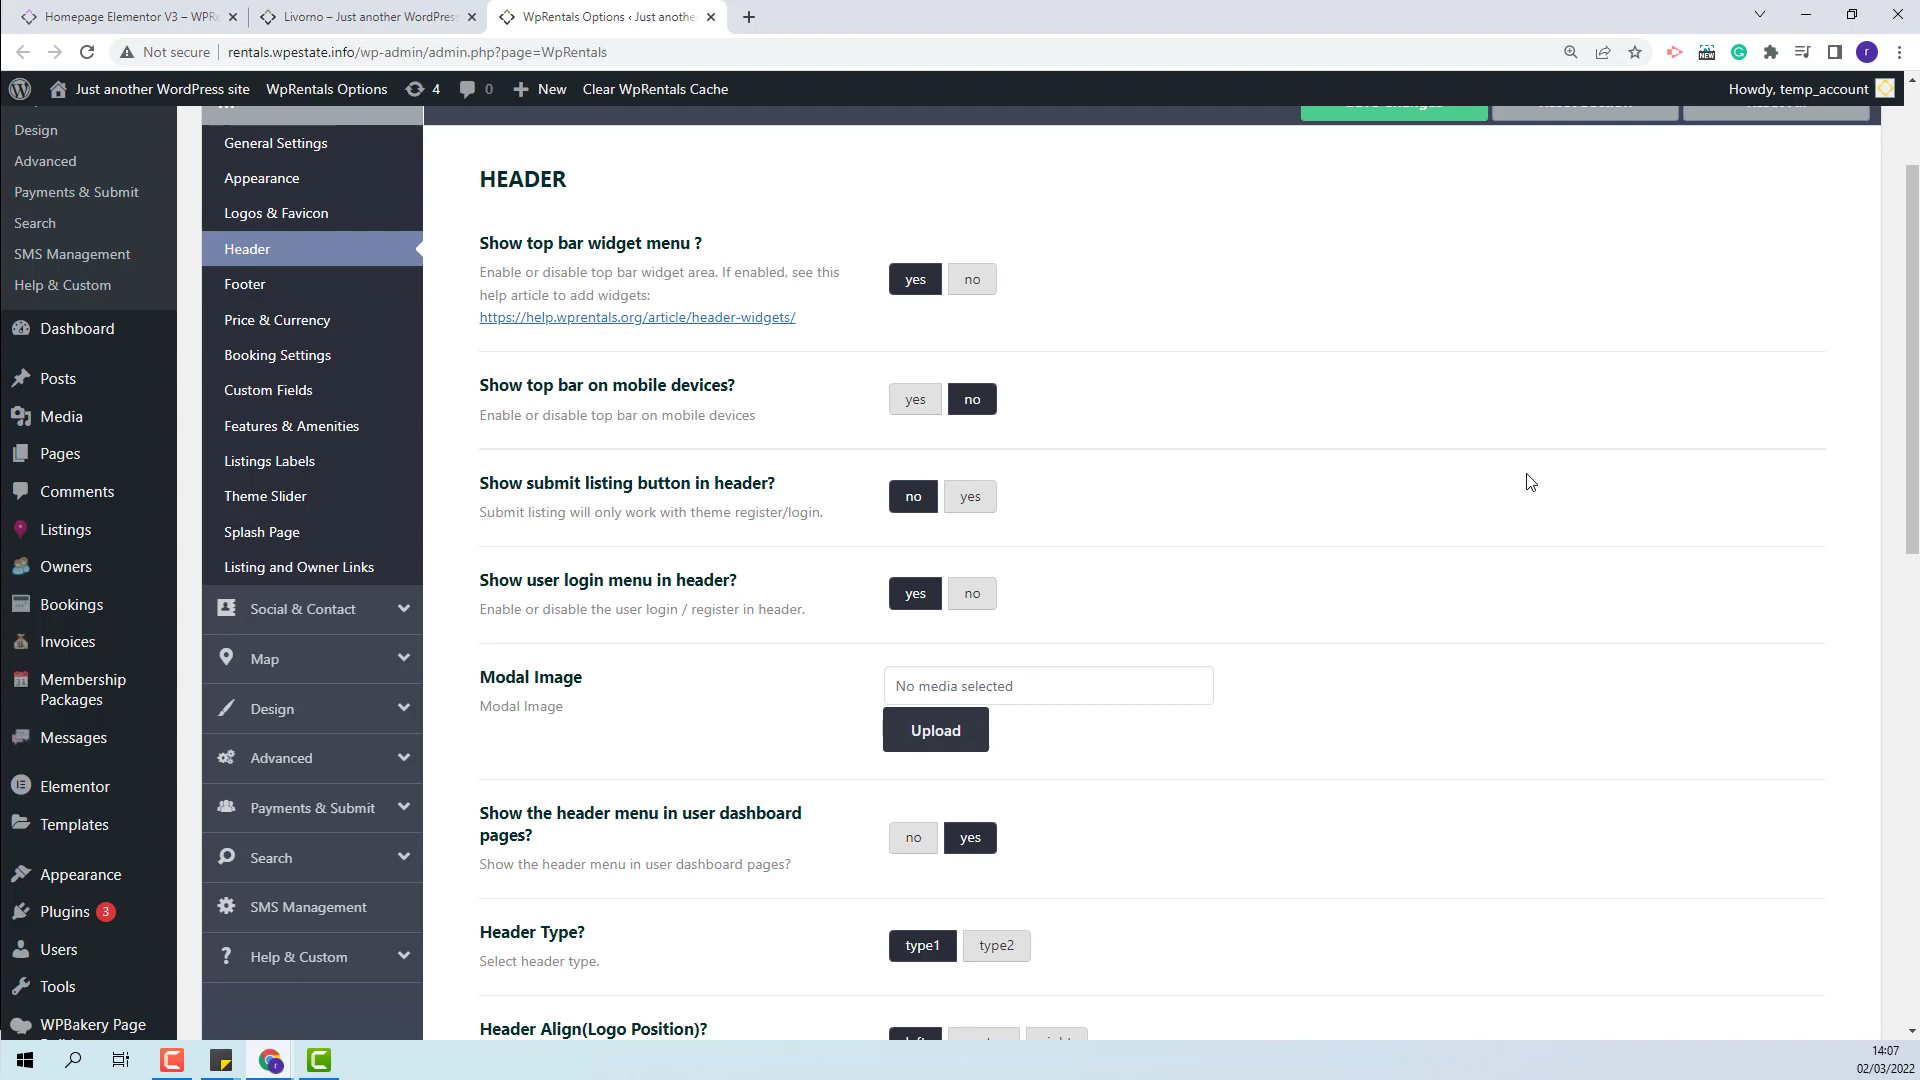 Homepage Elementor V3 – WPRe
Livorno – Just another WordPress
WpRentals Options ‹ Just anothe
Not secure
rentals.wpestate.info/wp-admin/admin.php?page=WpRentals
NEW
r
Just another WordPress site
WpRentals Options
4
0
New
Clear WpRentals Cache
Howdy, temp_account
Design
Advanced
Payments & Submit
Search
SMS Management
Help & Custom
Dashboard
Posts
Media
Pages
Comments
Listings
Owners
Bookings
Invoices
Membership
Packages
Messages
Elementor
Templates
Appearance
Plugins 3
Users
Tools
WPBakery Page
General Settings
Appearance
Logos & Favicon
Header
Footer
Price & Currency
Booking Settings
Custom Fields
Features & Amenities
Listings Labels
Theme Slider
Splash Page
Listing and Owner Links
Social & Contact
Map
Design
Advanced
Payments & Submit
Search
SMS Management
Help & Custom
HEADER
Show top bar widget menu ?
Enable or disable top bar widget area. If enabled, see this
help article to add widgets:
https://help.wprentals.org/article/header-widgets/
yes no
Show top bar on mobile devices?
Enable or disable top bar on mobile devices
yes no
Show submit listing button in header?
Submit listing will only work with theme register/login.
no yes
Show user login menu in header?
Enable or disable the user login / register in header.
yes no
Modal Image
Modal Image
No media selected
Upload
Show the header menu in user dashboard
pages?
Show the header menu in user dashboard pages?
no yes
Header Type?
Select header type.
type1 type2
Header Align(Logo Position)?
14:07
02/03/2022